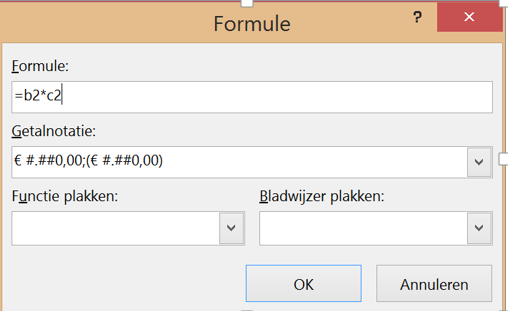 Formule
?
Formule:
=b2*c2
Getalnotatie:
€ #.##0,00;(€ #.##0,00)
Functie plakken:
Bladwijzer plakken:
OK
Annuleren